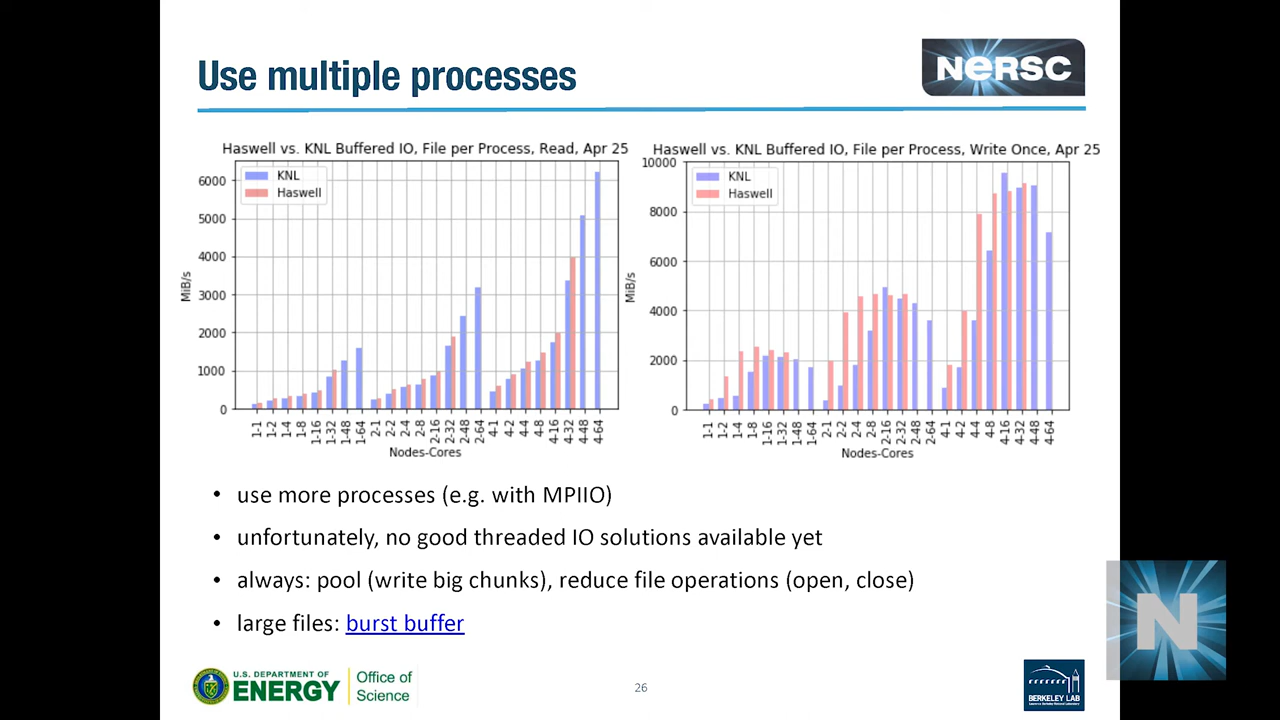 Use multiple processes
NERSC
Haswell vs. KNL Buffered IO, File per Process, Read, Apr 25
KNL
Haswell
6000
5000
4000
3000
2000
1000
0
MiB/s
1-1 1-2 1-4 1-8 1-16 1-32 1-48 1-64 2-1 2-2 2-4 2-8 2-16 2-32 2-48 2-64 4-1 4-2 4-4 4-8 4-16 4-32 4-48 4-64
Nodes-Cores
Haswell vs. KNL Buffered IO, File per Process, Write Once, Apr 25
KNL
Haswell
10000
8000
6000
4000
2000
0
MiB/s
1-1 1-2 1-4 1-8 1-16 1-32 1-48 1-64 2-1 2-2 2-4 2-8 2-16 2-32 2-48 2-64 4-1 4-2 4-4 4-8 4-16 4-32 4-48 4-64
Nodes-Cores
• use more processes (e.g. with MPIIO)
• unfortunately, no good threaded IO solutions available yet
• always: pool (write big chunks), reduce file operations (open, close)
• large files: burst buffer
N
U.S. DEPARTMENT OF
ENERGY
Office of
Science
26
BERKELEY LAB